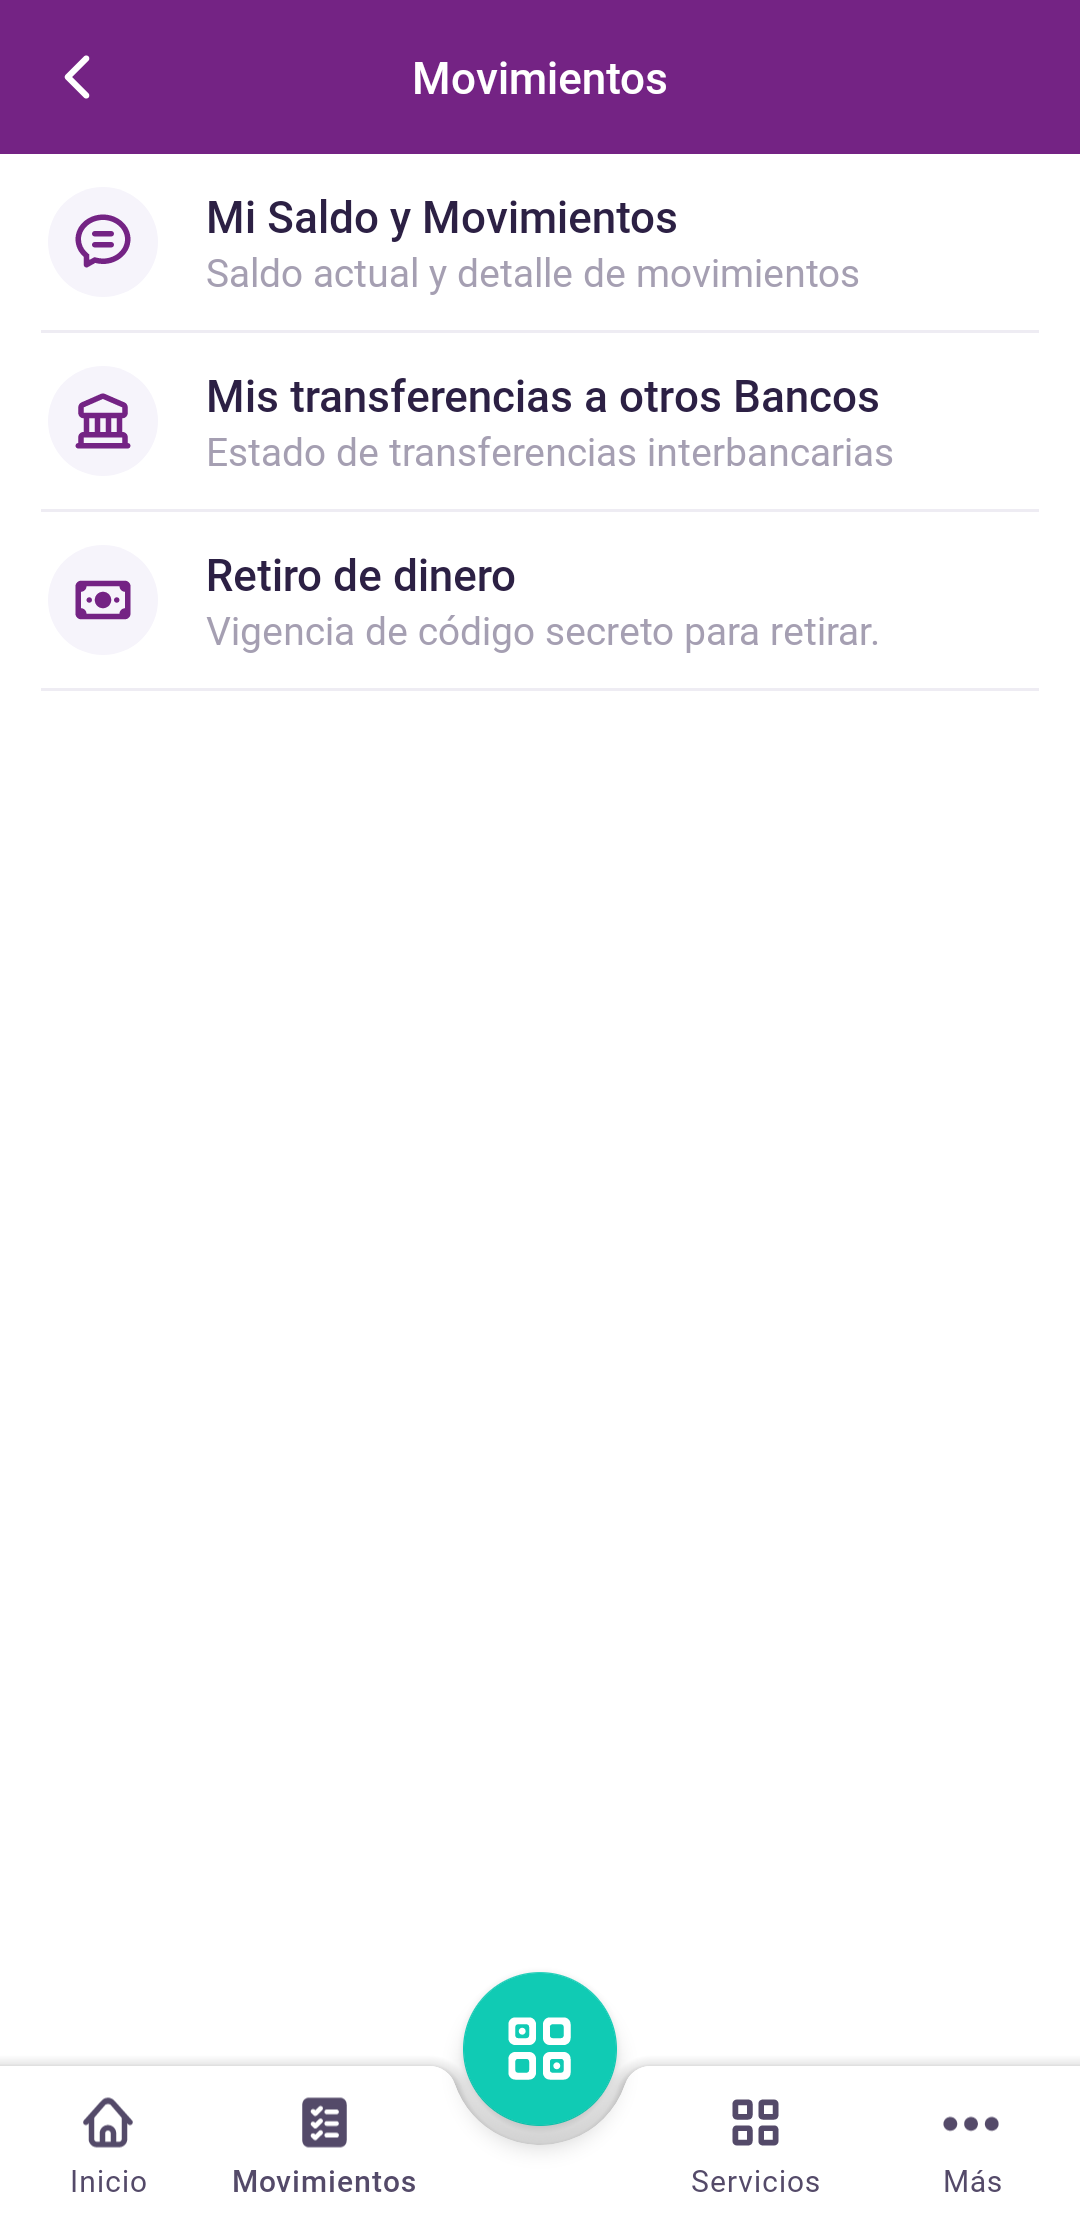 Movimientos
Mi Saldo y Movimientos
Saldo actual y detalle de movimientos
Mis transferencias a otros Bancos
Estado de transferencias interbancarias
Retiro de dinero
Vigencia de código secreto para retirar.
Inicio
Movimientos
Servicios
Más